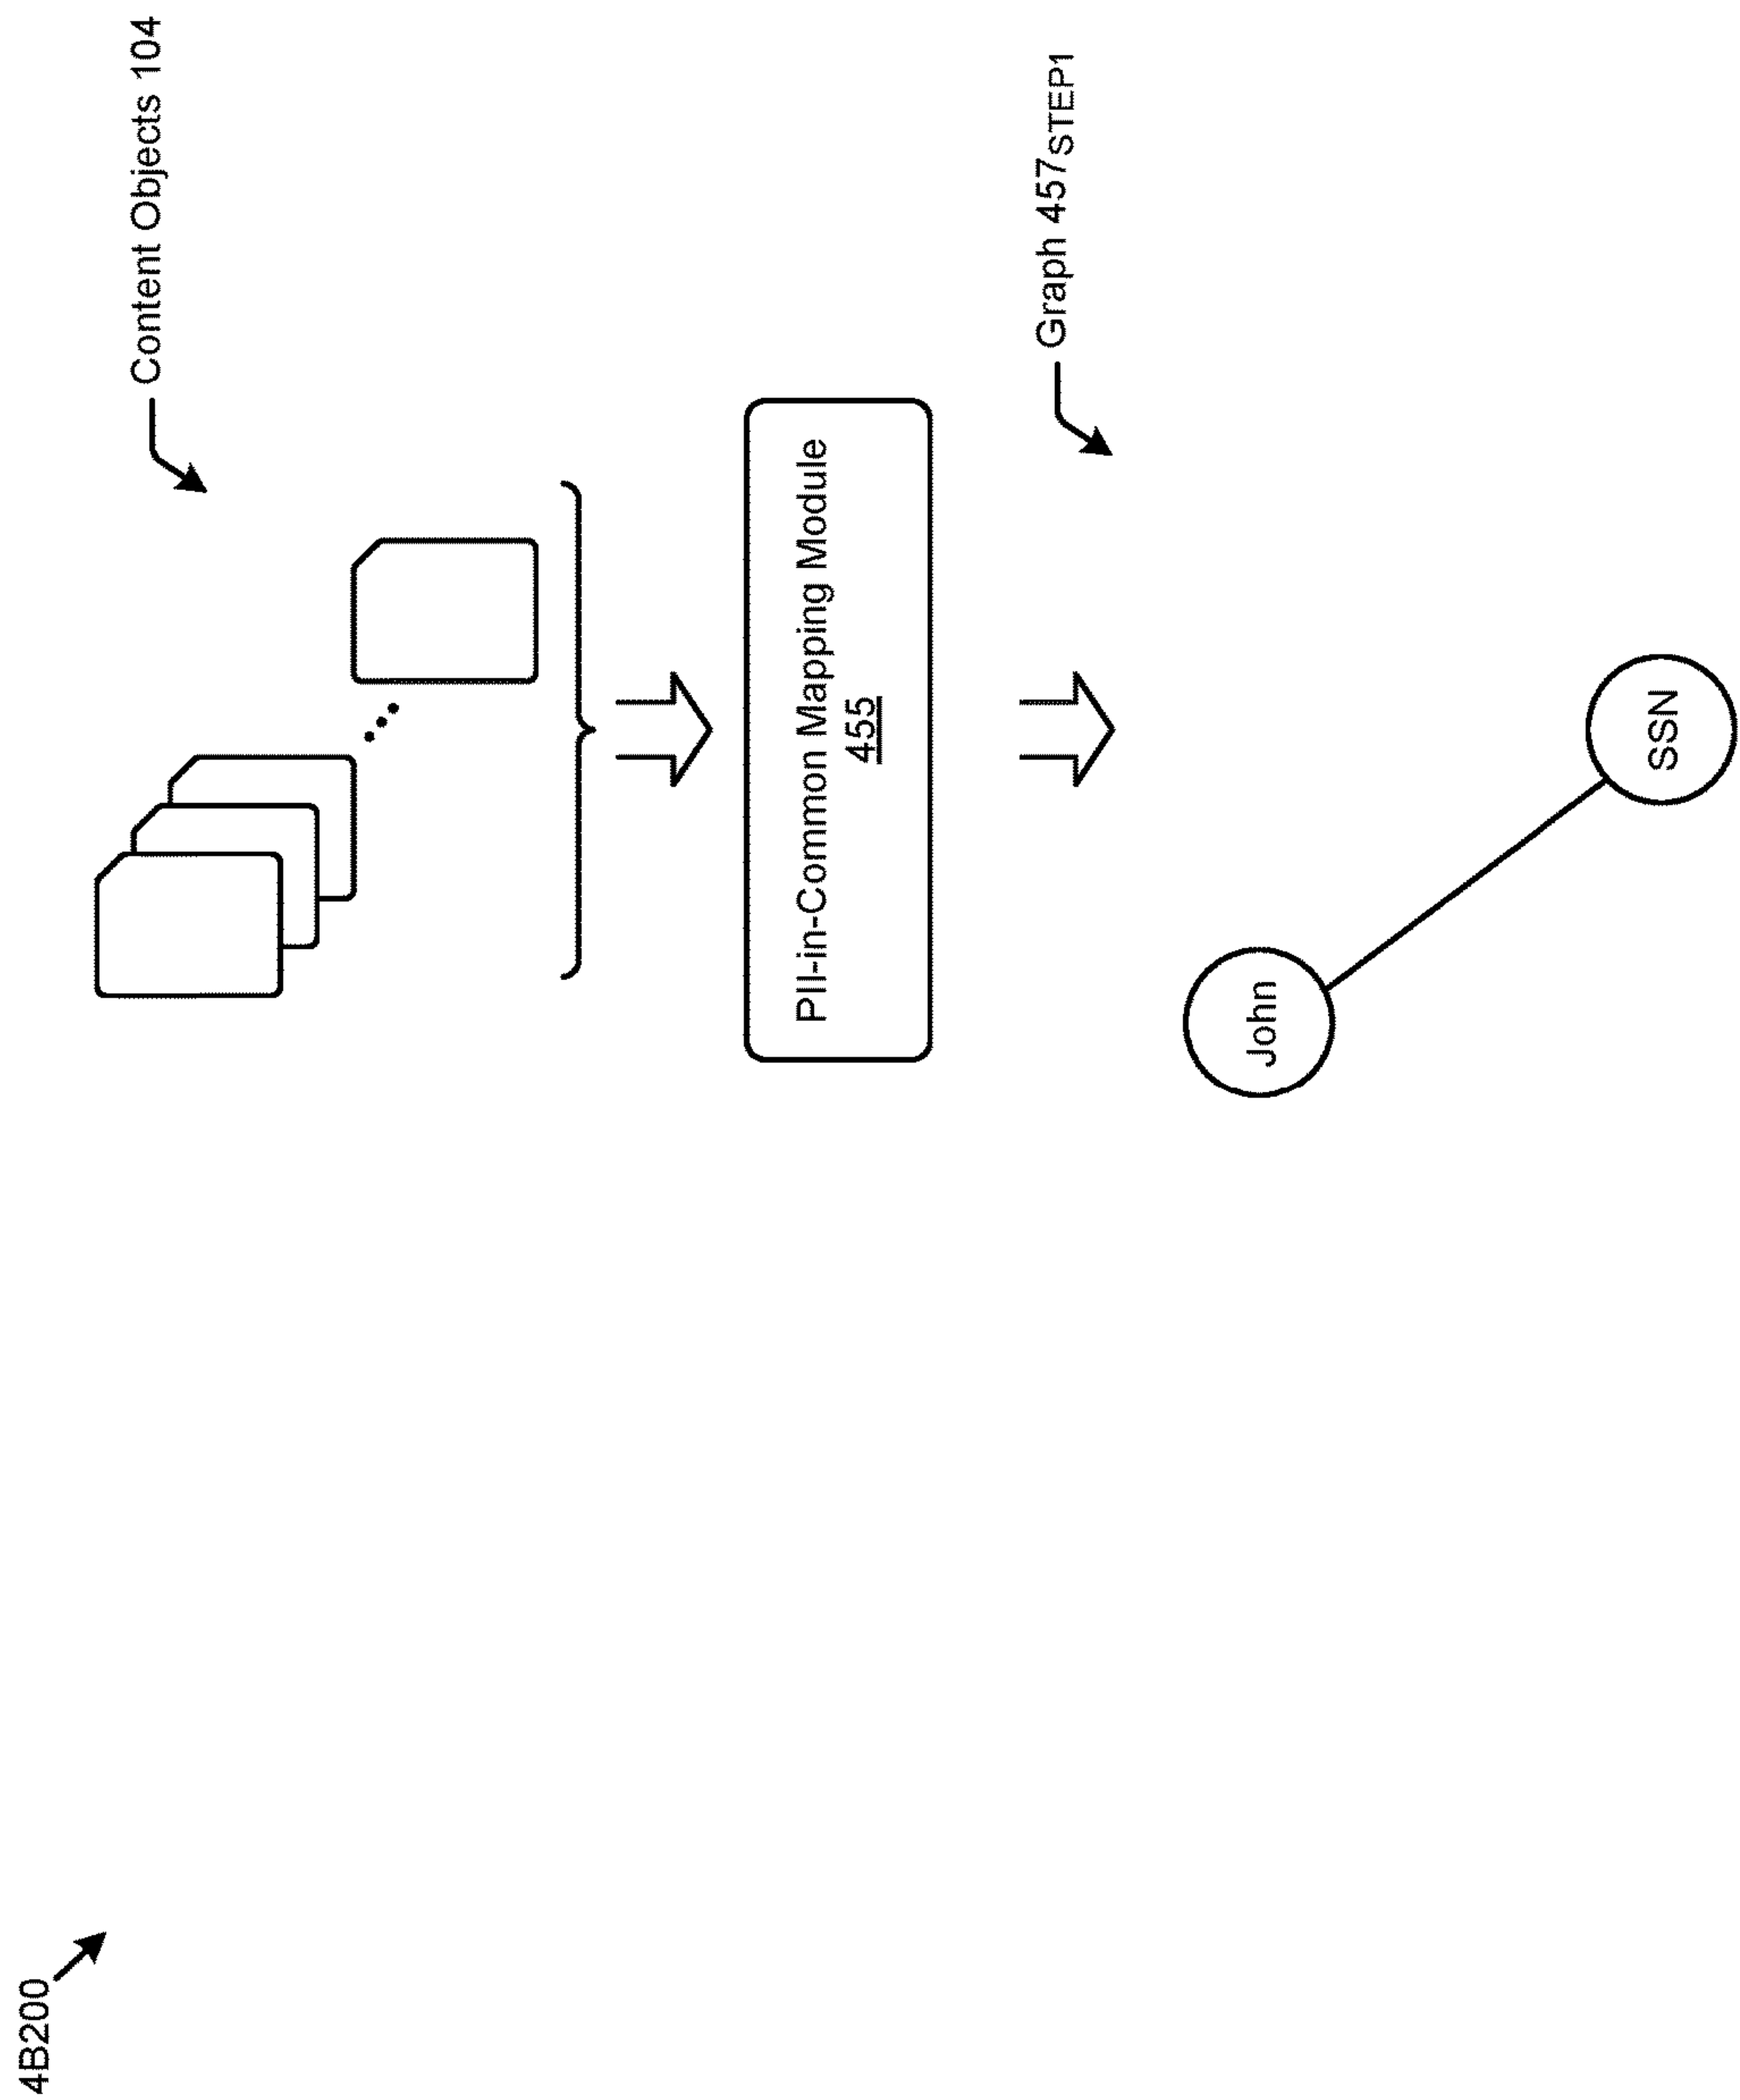 4B200
Content Objects 104
PII-in-Common Mapping Module
455
Graph 457STEP1
John
SSN